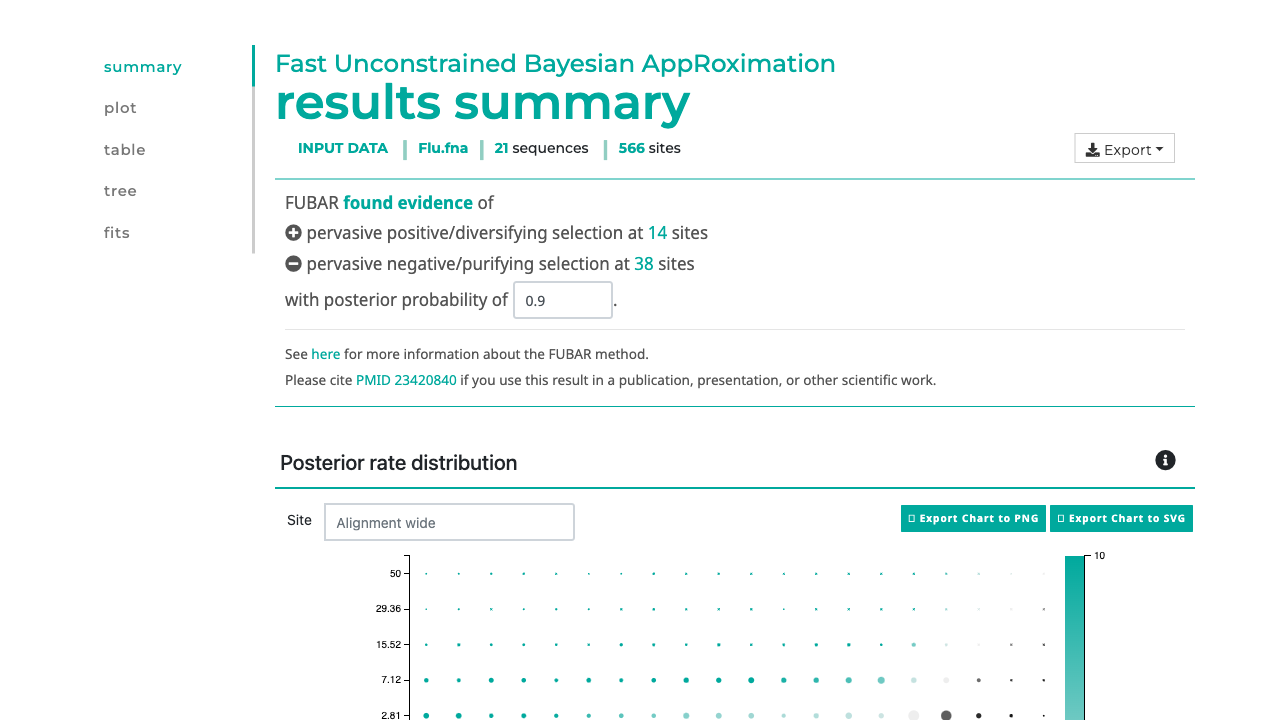 summary
plot
table
tree
fits
Fast Unconstrained Bayesian AppRoximation
results summary
INPUT DATA | Flu.fna | 21 sequences | 566 sites
Export
FUBAR found evidence of
pervasive positive/diversifying selection at 14 sites
pervasive negative/purifying selection at 38 sites
with posterior probability of 0.9 .
See here for more information about the FUBAR method.
Please cite PMID 23420840 if you use this result in a publication, presentation, or other scientific work.
Posterior rate distribution
Site Alignment wide
Export Chart to PNG Export Chart to SVG
10
50
29.36
15.52
7.12
2.81